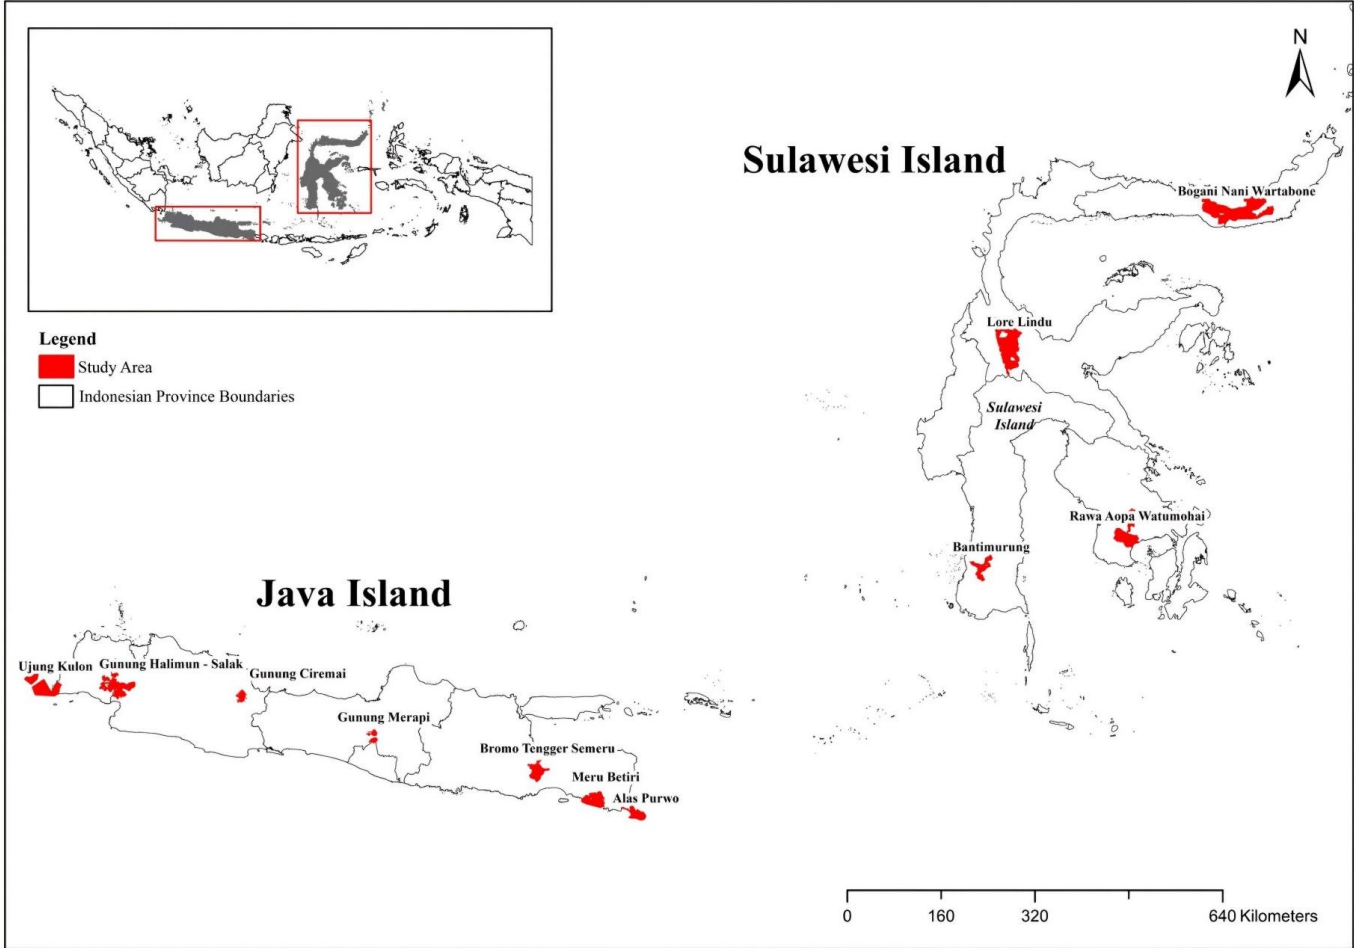 N
Sulawesi Island
Bogani Nani Wartabone
Lore Lindu
Legend
Study Area
Indonesian Province Boundaries
Sulawesi
Island
Rawa Aopa Watumohai
Bantimurung
Java Island
Ujung Kulon
Gunung Halimun - Salak
Gunung Ciremai
Gunung Merapi
Bromo Tengger Semeru
Meru Betiri
Alas Purwo
0 160 320 640 Kilometers